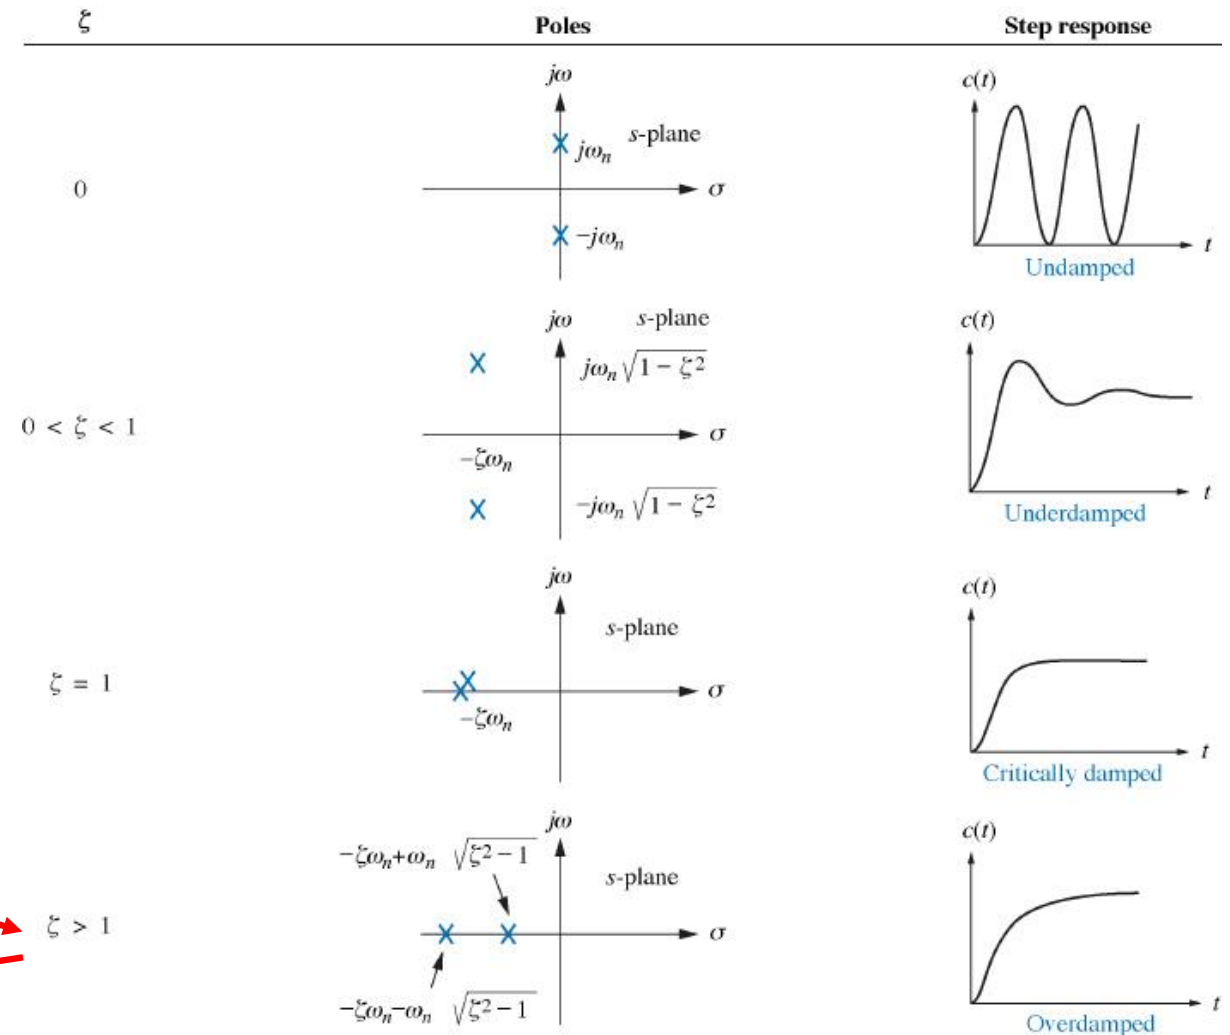 ζ Poles Step response
jω
c(t)
s-plane
jωₙ
0
σ
−jωₙ
t
Undamped
jω
s-plane
c(t)
jωₙ √1 − ζ²
0 < ζ < 1
σ
−ζωₙ
−jωₙ √1 − ζ²
t
Underdamped
jω
c(t)
s-plane
ζ = 1
σ
−ζωₙ
t
Critically damped
jω
c(t)
−ζωₙ+ωₙ √ζ² − 1
s-plane
ζ > 1
σ
−ζωₙ−ωₙ √ζ² − 1
t
Overdamped